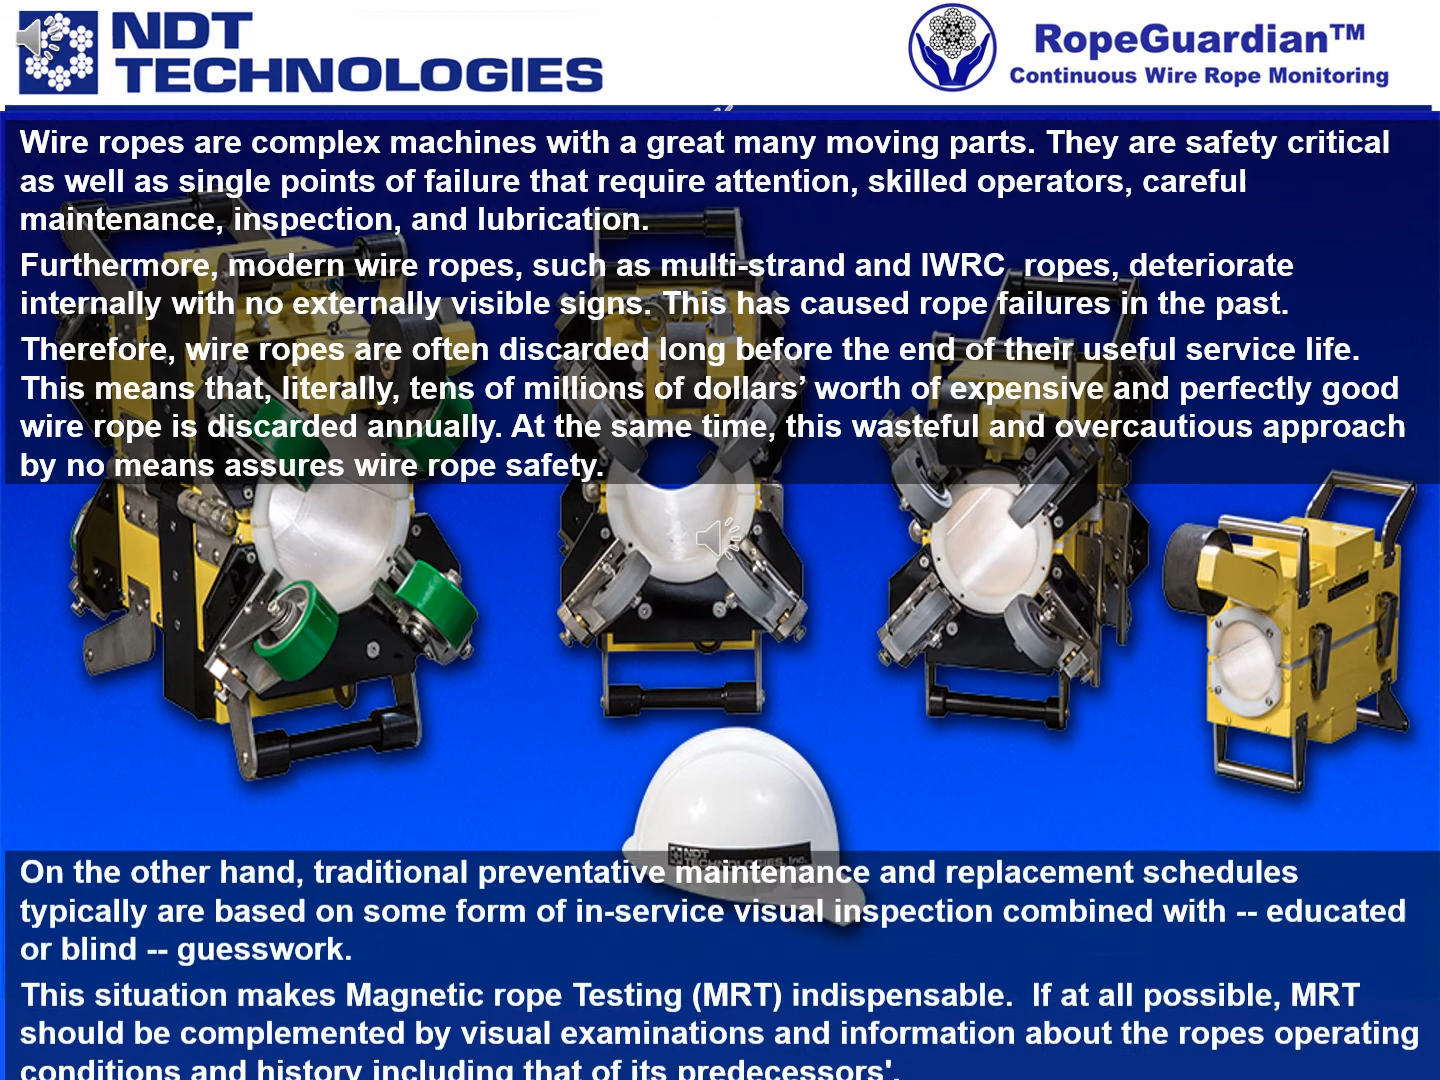 NDT
TECHNOLOGIES
RopeGuardian™
Continuous Wire Rope Monitoring
Wire ropes are complex machines with a great many moving parts. They are safety critical
as well as single points of failure that require attention, skilled operators, careful
maintenance, inspection, and lubrication.
Furthermore, modern wire ropes, such as multi-strand and IWRC  ropes, deteriorate
internally with no externally visible signs. This has caused rope failures in the past.
Therefore, wire ropes are often discarded long before the end of their useful service life.
This means that, literally, tens of millions of dollars’ worth of expensive and perfectly good
wire rope is discarded annually. At the same time, this wasteful and overcautious approach
by no means assures wire rope safety.
NDT
TECHNOLOGIES, Inc.
On the other hand, traditional preventative maintenance and replacement schedules
typically are based on some form of in-service visual inspection combined with -- educated
or blind -- guesswork.
This situation makes Magnetic rope Testing (MRT) indispensable.  If at all possible, MRT
should be complemented by visual examinations and information about the ropes operating
conditions and history including that of its predecessors'.